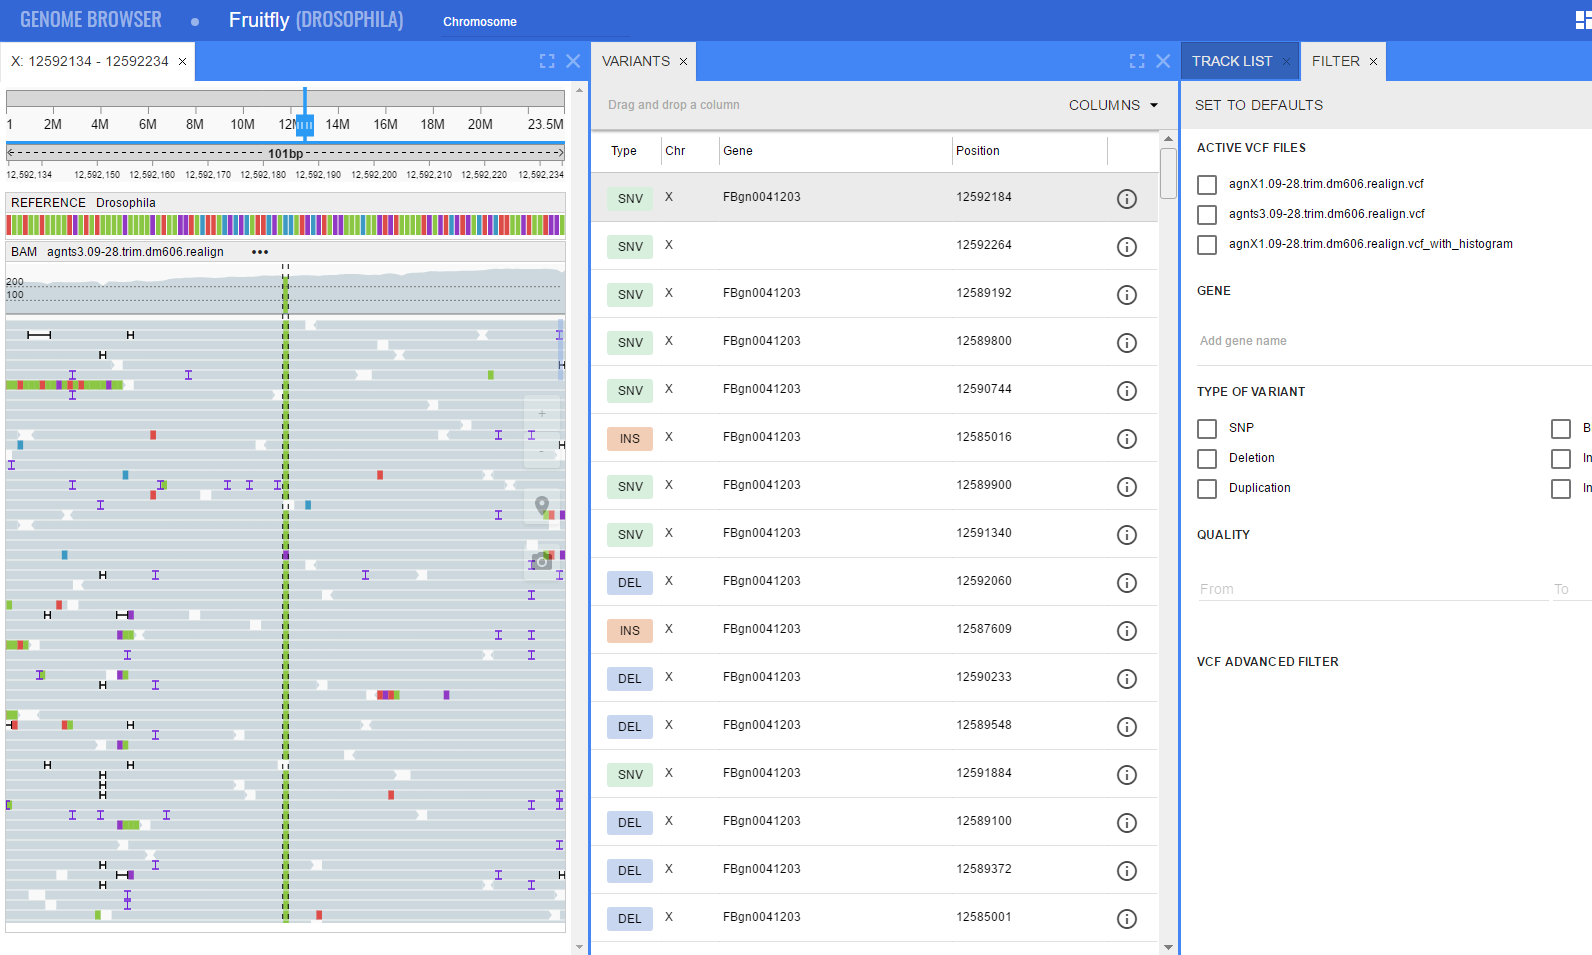 GENOME BROWSER Fruitfly (DROSOPHILA) Chromosome
X: 12592134 - 12592234
1 2M 4M 6M 8M 10M 12M 14M 16M 18M 20M 23.5M
101bp
12,592,134 12,592,150 12,592,160 12,592,170 12,592,180 12,592,190 12,592,200 12,592,210 12,592,220 12,592,234
REFERENCE Drosophila
BAM agnts3.09-28.trim.dm606.realign
200
100
+
-
VARIANTS
Drag and drop a column COLUMNS
Type Chr Gene Position
SNV X FBgn0041203 12592184
SNV X 12592264
SNV X FBgn0041203 12589192
SNV X FBgn0041203 12589800
SNV X FBgn0041203 12590744
INS X FBgn0041203 12585016
SNV X FBgn0041203 12589900
SNV X FBgn0041203 12591340
DEL X FBgn0041203 12592060
INS X FBgn0041203 12587609
DEL X FBgn0041203 12590233
DEL X FBgn0041203 12589548
SNV X FBgn0041203 12591884
DEL X FBgn0041203 12589100
DEL X FBgn0041203 12589372
DEL X FBgn0041203 12585001
TRACK LIST FILTER
SET TO DEFAULTS
ACTIVE VCF FILES
agnX1.09-28.trim.dm606.realign.vcf
agnts3.09-28.trim.dm606.realign.vcf
agnX1.09-28.trim.dm606.realign.vcf_with_histogram
GENE
Add gene name
TYPE OF VARIANT
SNP B
Deletion In
Duplication In
QUALITY
From To
VCF ADVANCED FILTER